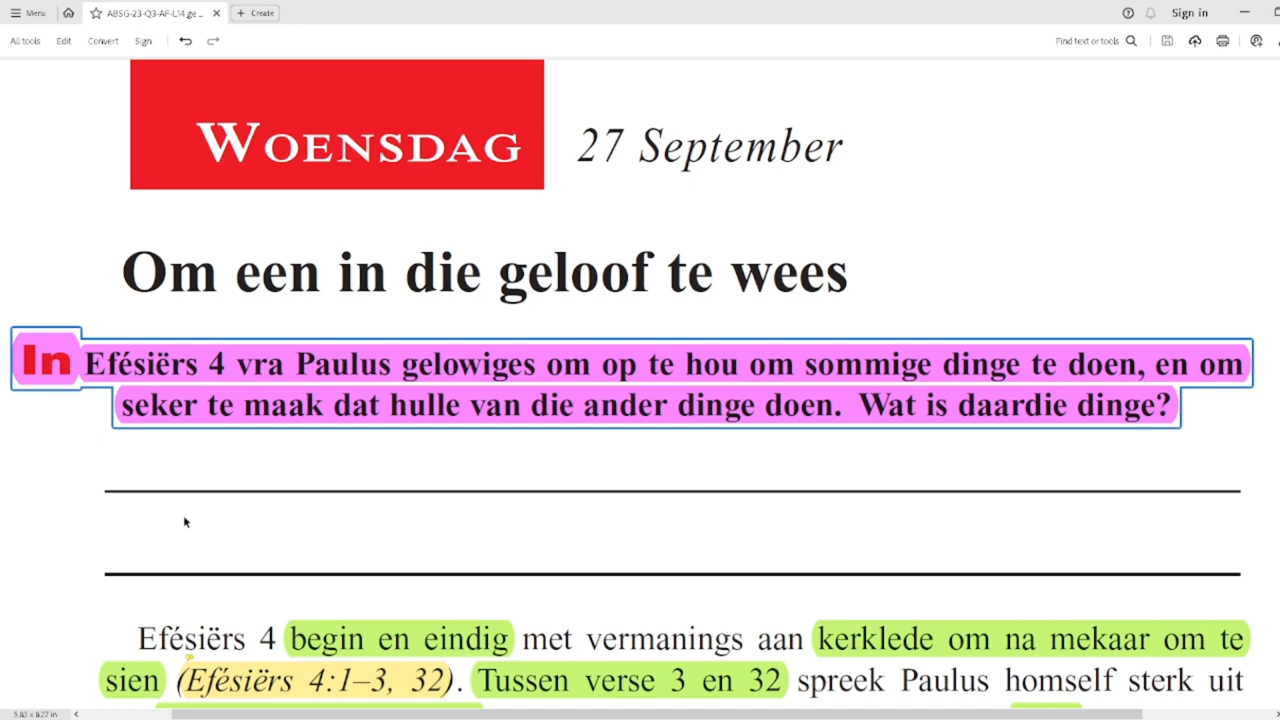 Menu ABSG-23-Q3-AF-L14 ge ... Create Sign in
All tools Edit Convert Sign Find text or tools
WOENSDAG 27 September
Om een in die geloof te wees
In Efésiërs 4 vra Paulus gelowiges om op te hou om sommige dinge te doen, en om
seker te maak dat hulle van die ander dinge doen. Wat is daardie dinge?
Efésiërs 4 begin en eindig met vermanings aan kerklede om na mekaar om te
sien (Efésiërs 4:1–3, 32). Tussen verse 3 en 32 spreek Paulus homself sterk uit